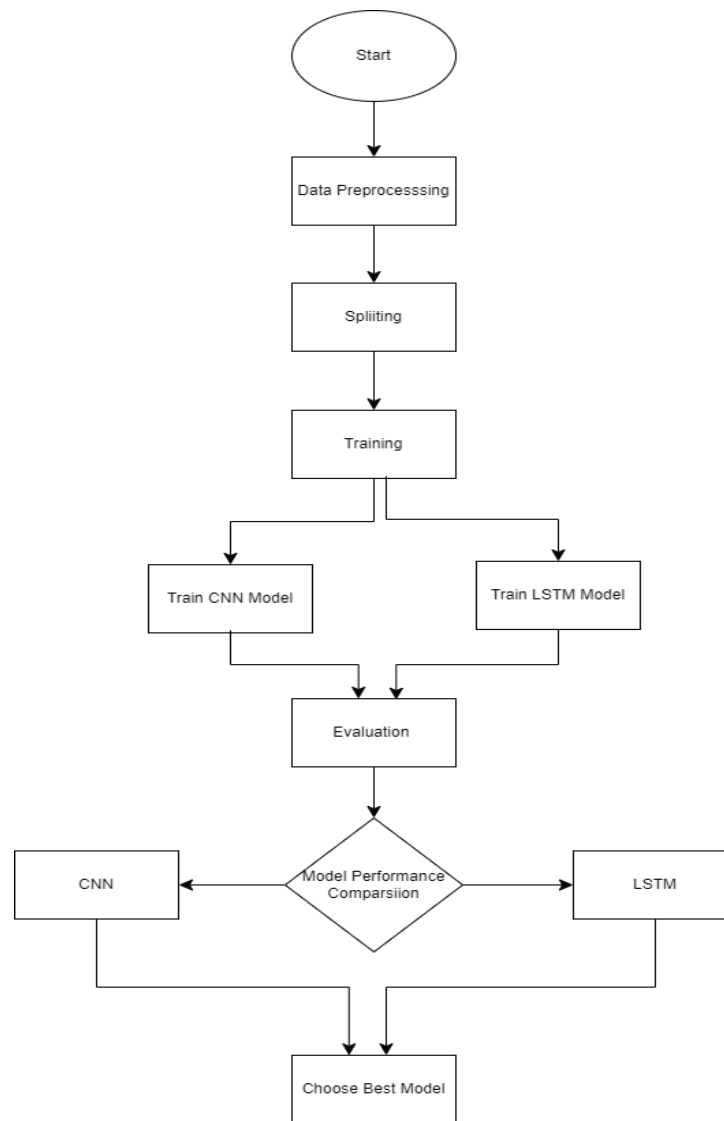 Start
Data Preprocesssing
Spliiting
Training
Train CNN Model
Train LSTM Model
Evaluation
Model Performance
Comparsiion
CNN
LSTM
Choose Best Model